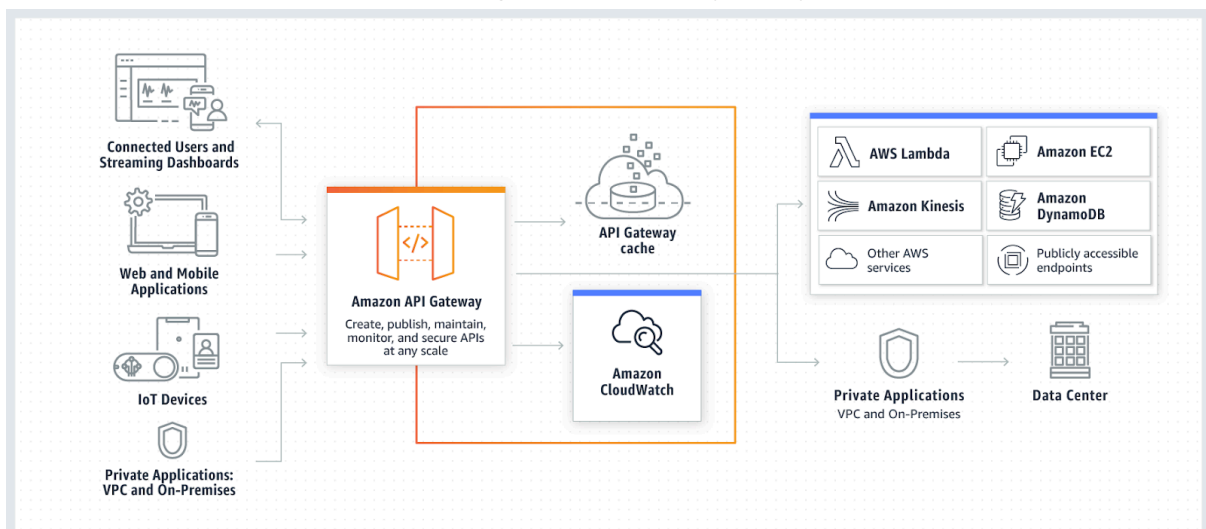 Connected Users and
Streaming Dashboards
Web and Mobile
Applications
IoT Devices
Private Applications:
VPC and On-Premises
</>
Amazon API Gateway
Create, publish, maintain,
monitor, and secure APIs
at any scale
API Gateway
cache
Amazon
CloudWatch
AWS Lambda
Amazon EC2
Amazon Kinesis
Amazon
DynamoDB
Other AWS
services
Publicly accessible
endpoints
Private Applications
VPC and On-Premises
Data Center